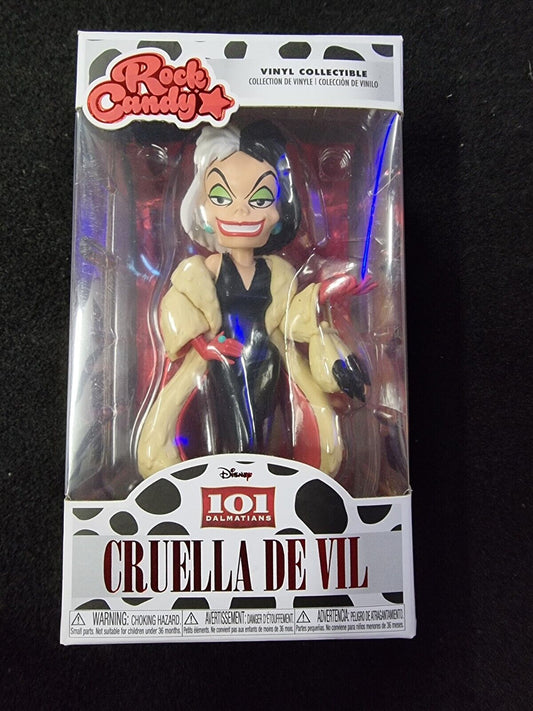 Rock
Candy
VINYL COLLECTIBLE
COLLECTION DE VINYLE | COLECCIÓN DE VINILO
Disney
101
DALMATIANS
CRUELLA DE VIL
WARNING: CHOKING HAZARD.
Small parts. Not suitable for children under 36 months.
AVERTISSEMENT: DANGER D'ÉTOUFFEMENT.
Petits éléments. Ne convient pas aux enfants de moins de 36 mois.
ADVERTENCIA: PELIGRO DE ATRAGANTAMIENTO.
Partes pequeñas. No conviene para niños menores de 36 meses.